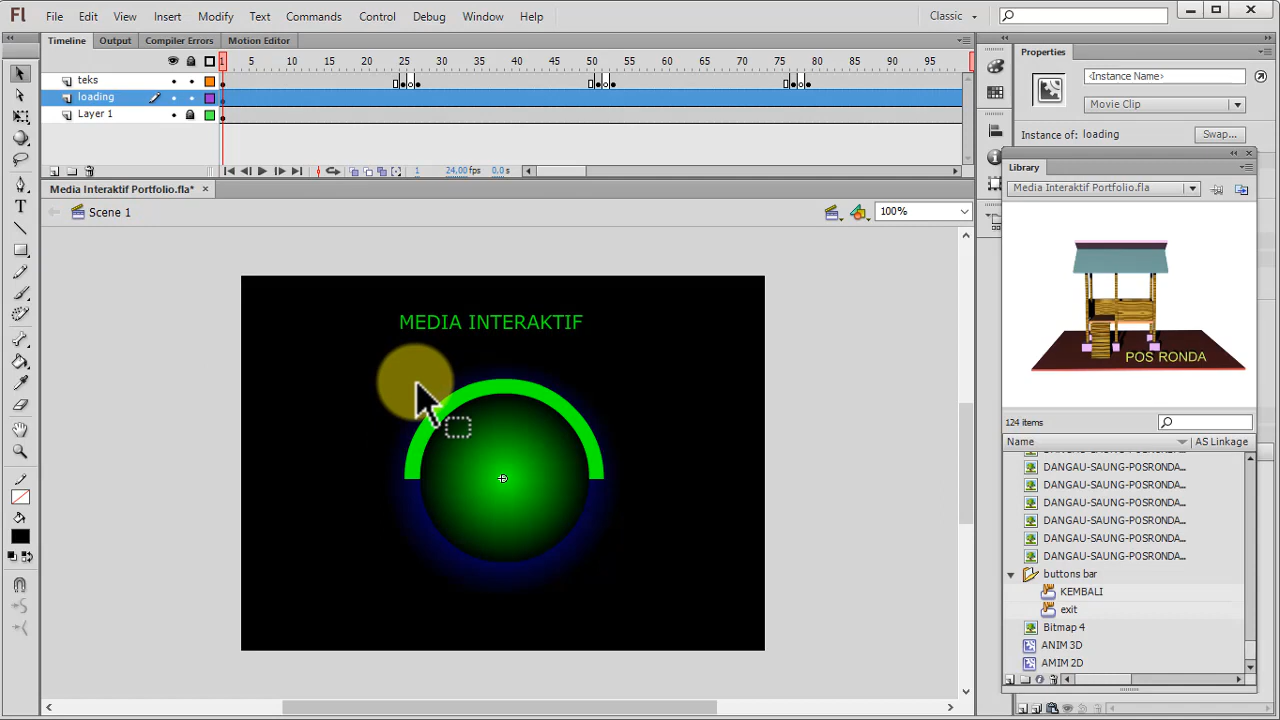 Fl File Edit View Insert Modify Text Commands Control Debug Window Help Classic
Timeline Output Compiler Errors Motion Editor
1 5 10 15 20 25 30 35 40 45 50 55 60 65 70 75 80 85 90 95
teks
loading
Layer 1
1 24,00 fps 0,0 s
Media Interaktif Portfolio.fla*
Scene 1
100%
MEDIA INTERAKTIF
Properties
<Instance Name>
Movie Clip
Instance of: loading Swap...
Library
Media Interaktif Portfolio.fla
POS RONDA
124 items
Name AS Linkage
DANGAU-SAUNG-POSRONDA...
DANGAU-SAUNG-POSRONDA...
DANGAU-SAUNG-POSRONDA...
DANGAU-SAUNG-POSRONDA...
DANGAU-SAUNG-POSRONDA...
DANGAU-SAUNG-POSRONDA...
buttons bar
KEMBALI
exit
Bitmap 4
ANIM 3D
AMIM 2D